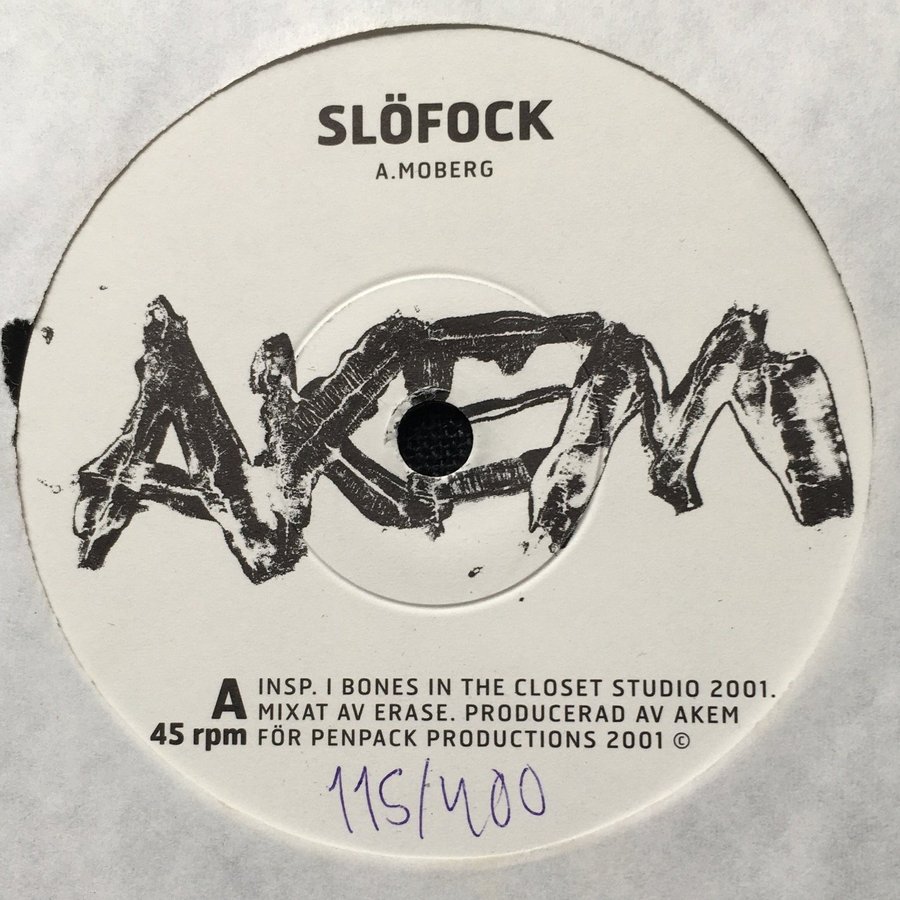 SLÖFOCK
A.MOBERG
AKEM
A
INSP. I BONES IN THE CLOSET STUDIO 2001.
MIXAT AV ERASE. PRODUCERAD AV AKEM
45 rpm FÖR PENPACK PRODUCTIONS 2001 ©
115/400